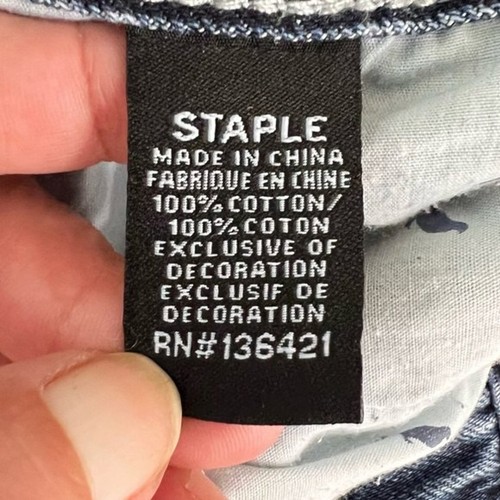 STAPLE
MADE IN CHINA
FABRIQUE EN CHINE
100% COTTON/
100% COTON
EXCLUSIVE OF
DECORATION
EXCLUSIF DE
DECORATION
RN#136421